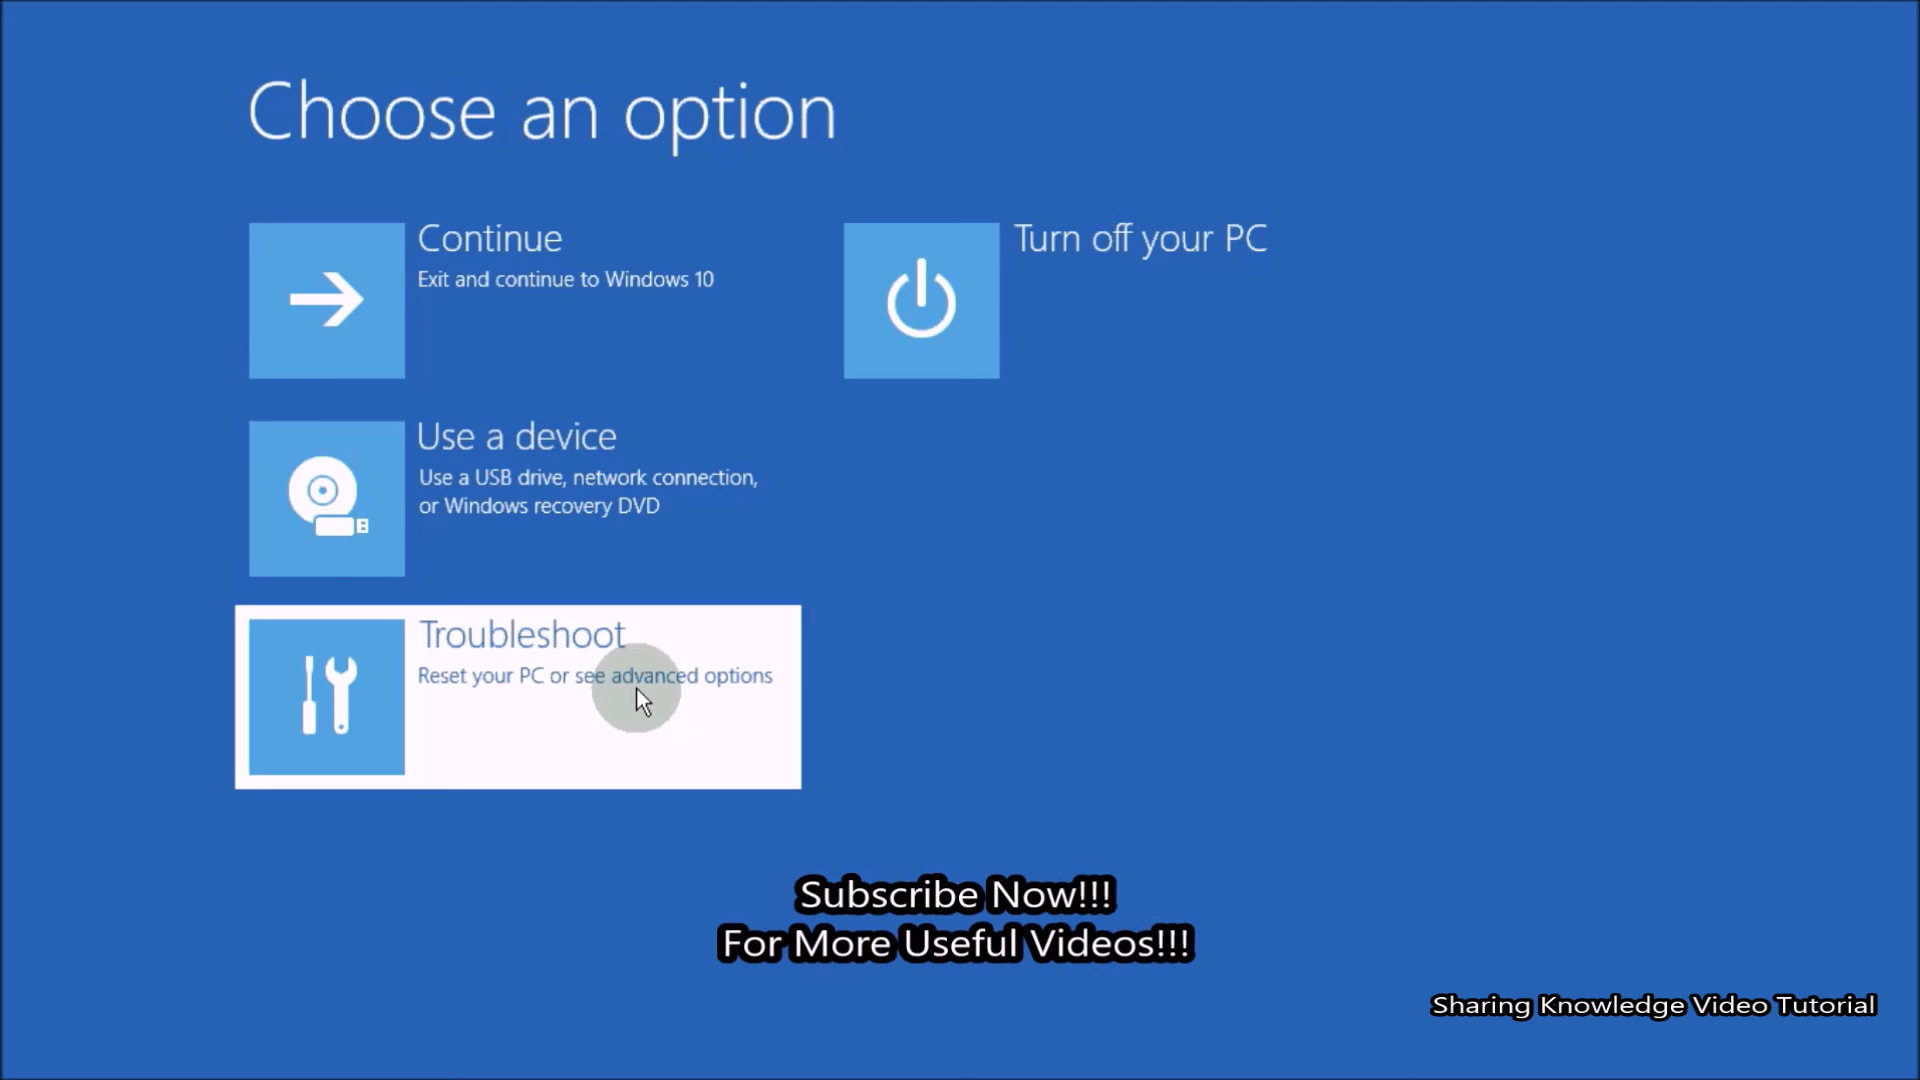 Choose an option
Continue
Exit and continue to Windows 10
Turn off your PC
Use a device
Use a USB drive, network connection,
or Windows recovery DVD
Troubleshoot
Reset your PC or see advanced options
Subscribe Now!!!
For More Useful Videos!!!
Sharing Knowledge Video Tutorial